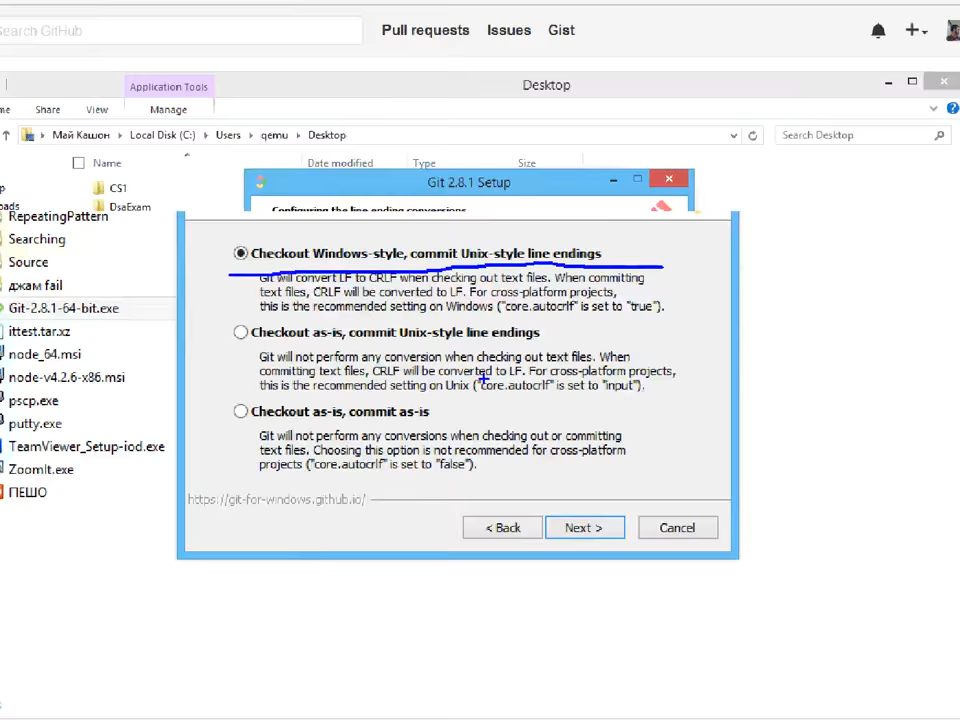 Search GitHub
Pull requests Issues Gist
Application Tools
Desktop
Share View Manage
Май Кашон Local Disk (C:) Users qemu Desktop
Search Desktop
Name Date modified Type Size
CS1
DsaExam
RepeatingPattern
Searching
Source
джам fail
Git-2.8.1-64-bit.exe
ittest.tar.xz
node_64.msi
node-v4.2.6-x86.msi
pscp.exe
putty.exe
TeamViewer_Setup-iod.exe
ZoomIt.exe
ПЕШО
Git 2.8.1 Setup
Configuring the line ending conversions
Checkout Windows-style, commit Unix-style line endings
Git will convert LF to CRLF when checking out text files. When committing
text files, CRLF will be converted to LF. For cross-platform projects,
this is the recommended setting on Windows ("core.autocrlf" is set to "true").
Checkout as-is, commit Unix-style line endings
Git will not perform any conversion when checking out text files. When
committing text files, CRLF will be converted to LF. For cross-platform projects,
this is the recommended setting on Unix ("core.autocrlf" is set to "input").
Checkout as-is, commit as-is
Git will not perform any conversions when checking out or committing
text files. Choosing this option is not recommended for cross-platform
projects ("core.autocrlf" is set to "false").
https://git-for-windows.github.io/
< Back Next > Cancel